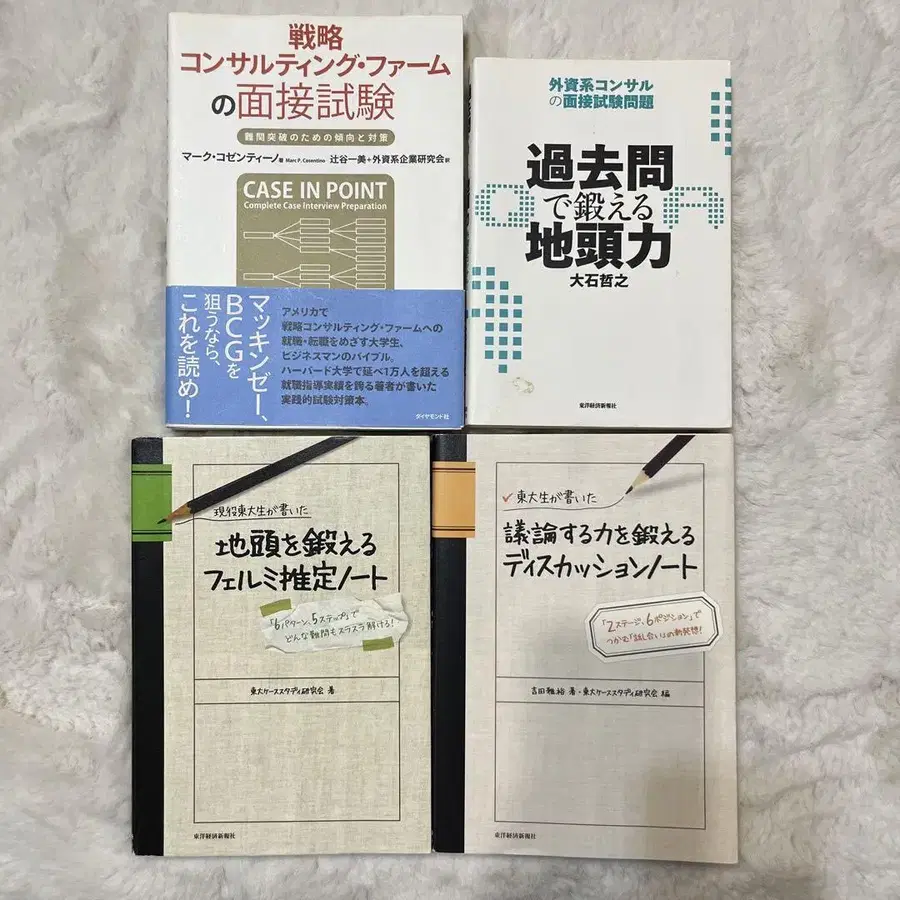 戦略
コンサルティング・ファーム
の面接試験
難関突破のための傾向と対策
マーク・コゼンティーノ著 Marc P. Cosentino 辻谷一美+外資系企業研究会訳
CASE IN POINT
Complete Case Interview Preparation
マッキンゼー、
BCGを
狙うなら、
これを読め!
アメリカで
戦略コンサルティング・ファームへの
就職・転職をめざす大学生、
ビジネスマンのバイブル。
ハーバード大学で延べ1万人を超える
就職指導実績を誇る著者が書いた
実践的試験対策本。
ダイヤモンド社
外資系コンサル
の面接試験問題
Q A
過去問
で鍛える
地頭力
大石哲之
東洋経済新報社
現役東大生が書いた
地頭を鍛える
フェルミ推定ノート
「6パターン、5ステップ」で
どんな難問もスラスラ解ける!
東大ケーススタディ研究会 著
東洋経済新報社
東大生が書いた
議論する力を鍛える
ディスカッションノート
「2ステージ、6ポジション」で
つかむ「話し合い」の新発想!
吉田雅裕 著・東大ケーススタディ研究会 編
東洋経済新報社